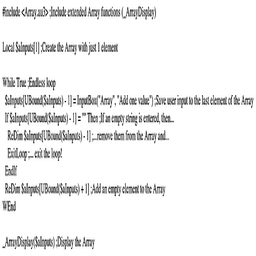 #include <Array.au3> ;Include extended Array functions (_ArrayDisplay)
Local $aInputs[1] ;Create the Array with just 1 element
While True ;Endless loop
$aInputs[UBound($aInputs) - 1] = InputBox("Array", "Add one value") ;Save user input to the last element of the Array
If $aInputs[UBound($aInputs) - 1] = "" Then ;If an empty string is entered, then...
ReDim $aInputs[UBound($aInputs) - 1] ;...remove them from the Array and...
ExitLoop ;... exit the loop!
EndIf
ReDim $aInputs[UBound($aInputs) + 1] ;Add an empty element to the Array
WEnd
_ArrayDisplay($aInputs) ;Display the Array